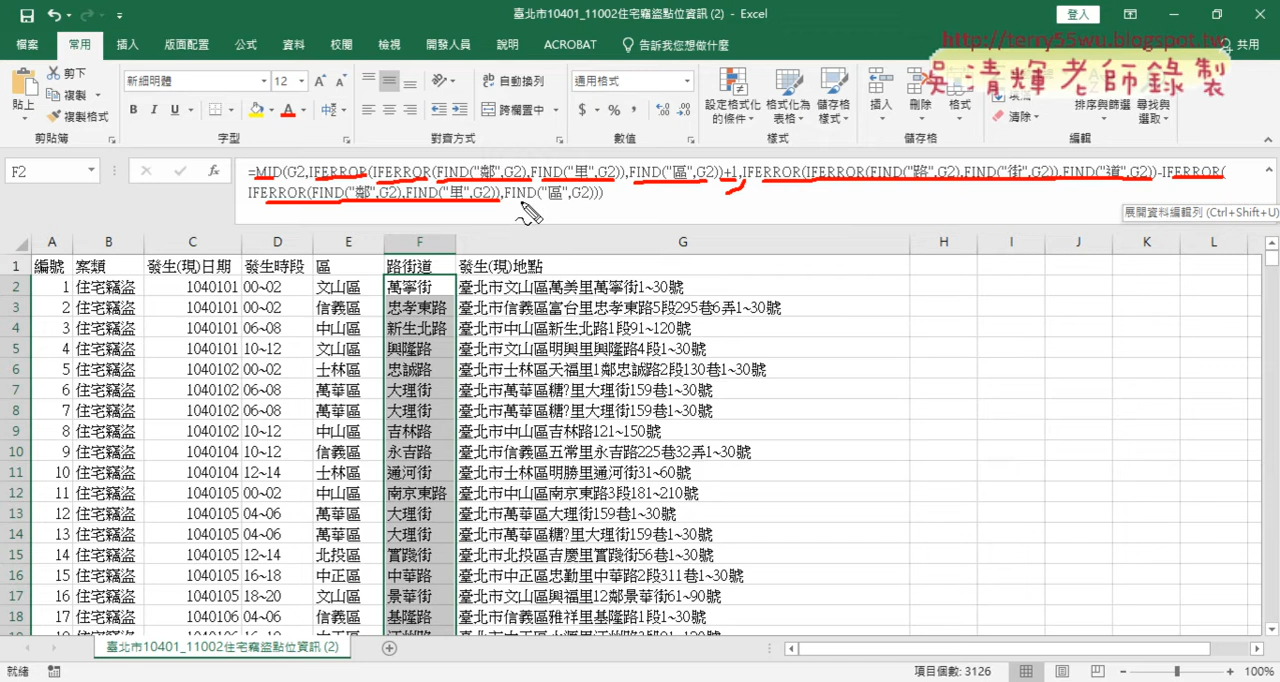 臺北市10401_11002住宅竊盜點位資訊 (2) - Excel
登入
檔案 常用 插入 版面配置 公式 資料 校閱 檢視 開發人員 說明 ACROBAT 告訴我您想做什麼 共用
http://terry55wu.blogspot.tw
吳清輝老師錄製
貼上 剪下 複製 複製格式 剪貼簿
新細明體 12 B I U 字型
自動換列 跨欄置中 對齊方式
通用格式 $ % 數值
設定格式化的條件 格式化為表格 儲存格樣式 樣式
插入 刪除 格式 儲存格
清除 排序與篩選 尋找與選取 編輯
F2 fx =MID(G2,IFERROR(IFERROR(FIND("鄰",G2),FIND("里",G2)),FIND("區",G2))+1,IFERROR(IFERROR(FIND("路",G2),FIND("街",G2)),FIND("道",G2))-IFERROR(
IFERROR(FIND("鄰",G2),FIND("里",G2)),FIND("區",G2)))
展開資料編輯列 (Ctrl+Shift+U)
A B C D E F G H I J K L
1 編號 案類 發生(現)日期 發生時段 區 路街道 發生(現)地點
2 1 住宅竊盜 1040101 00~02 文山區 萬寧街 臺北市文山區萬美里萬寧街1~30號
3 2 住宅竊盜 1040101 00~02 信義區 忠孝東路 臺北市信義區富台里忠孝東路5段295巷6弄1~30號
4 3 住宅竊盜 1040101 06~08 中山區 新生北路 臺北市中山區新生北路1段91~120號
5 4 住宅竊盜 1040101 10~12 文山區 興隆路 臺北市文山區明興里興隆路4段1~30號
6 5 住宅竊盜 1040102 00~02 士林區 忠誠路 臺北市士林區天福里1鄰忠誠路2段130巷1~30號
7 6 住宅竊盜 1040102 06~08 萬華區 大理街 臺北市萬華區糖?里大理街159巷1~30號
8 7 住宅竊盜 1040102 06~08 萬華區 大理街 臺北市萬華區糖?里大理街159巷1~30號
9 8 住宅竊盜 1040102 10~12 中山區 吉林路 臺北市中山區吉林路121~150號
10 9 住宅竊盜 1040104 10~12 信義區 永吉路 臺北市信義區五常里永吉路225巷32弄1~30號
11 10 住宅竊盜 1040104 12~14 士林區 通河街 臺北市士林區明勝里通河街31~60號
12 11 住宅竊盜 1040105 00~02 中山區 南京東路 臺北市中山區南京東路3段181~210號
13 12 住宅竊盜 1040105 04~06 萬華區 大理街 臺北市萬華區大理街159巷1~30號
14 13 住宅竊盜 1040105 04~06 萬華區 大理街 臺北市萬華區糖?里大理街159巷1~30號
15 14 住宅竊盜 1040105 12~14 北投區 實踐街 臺北市北投區吉慶里實踐街56巷1~30號
16 15 住宅竊盜 1040105 16~18 中正區 中華路 臺北市中正區忠勤里中華路2段311巷1~30號
17 16 住宅竊盜 1040105 18~20 文山區 景華街 臺北市文山區興福里12鄰景華街61~90號
18 17 住宅竊盜 1040106 04~06 信義區 基隆路 臺北市信義區雅祥里基隆路1段1~30號
臺北市10401_11002住宅竊盜點位資訊 (2)
就緒 項目個數: 3126 100%